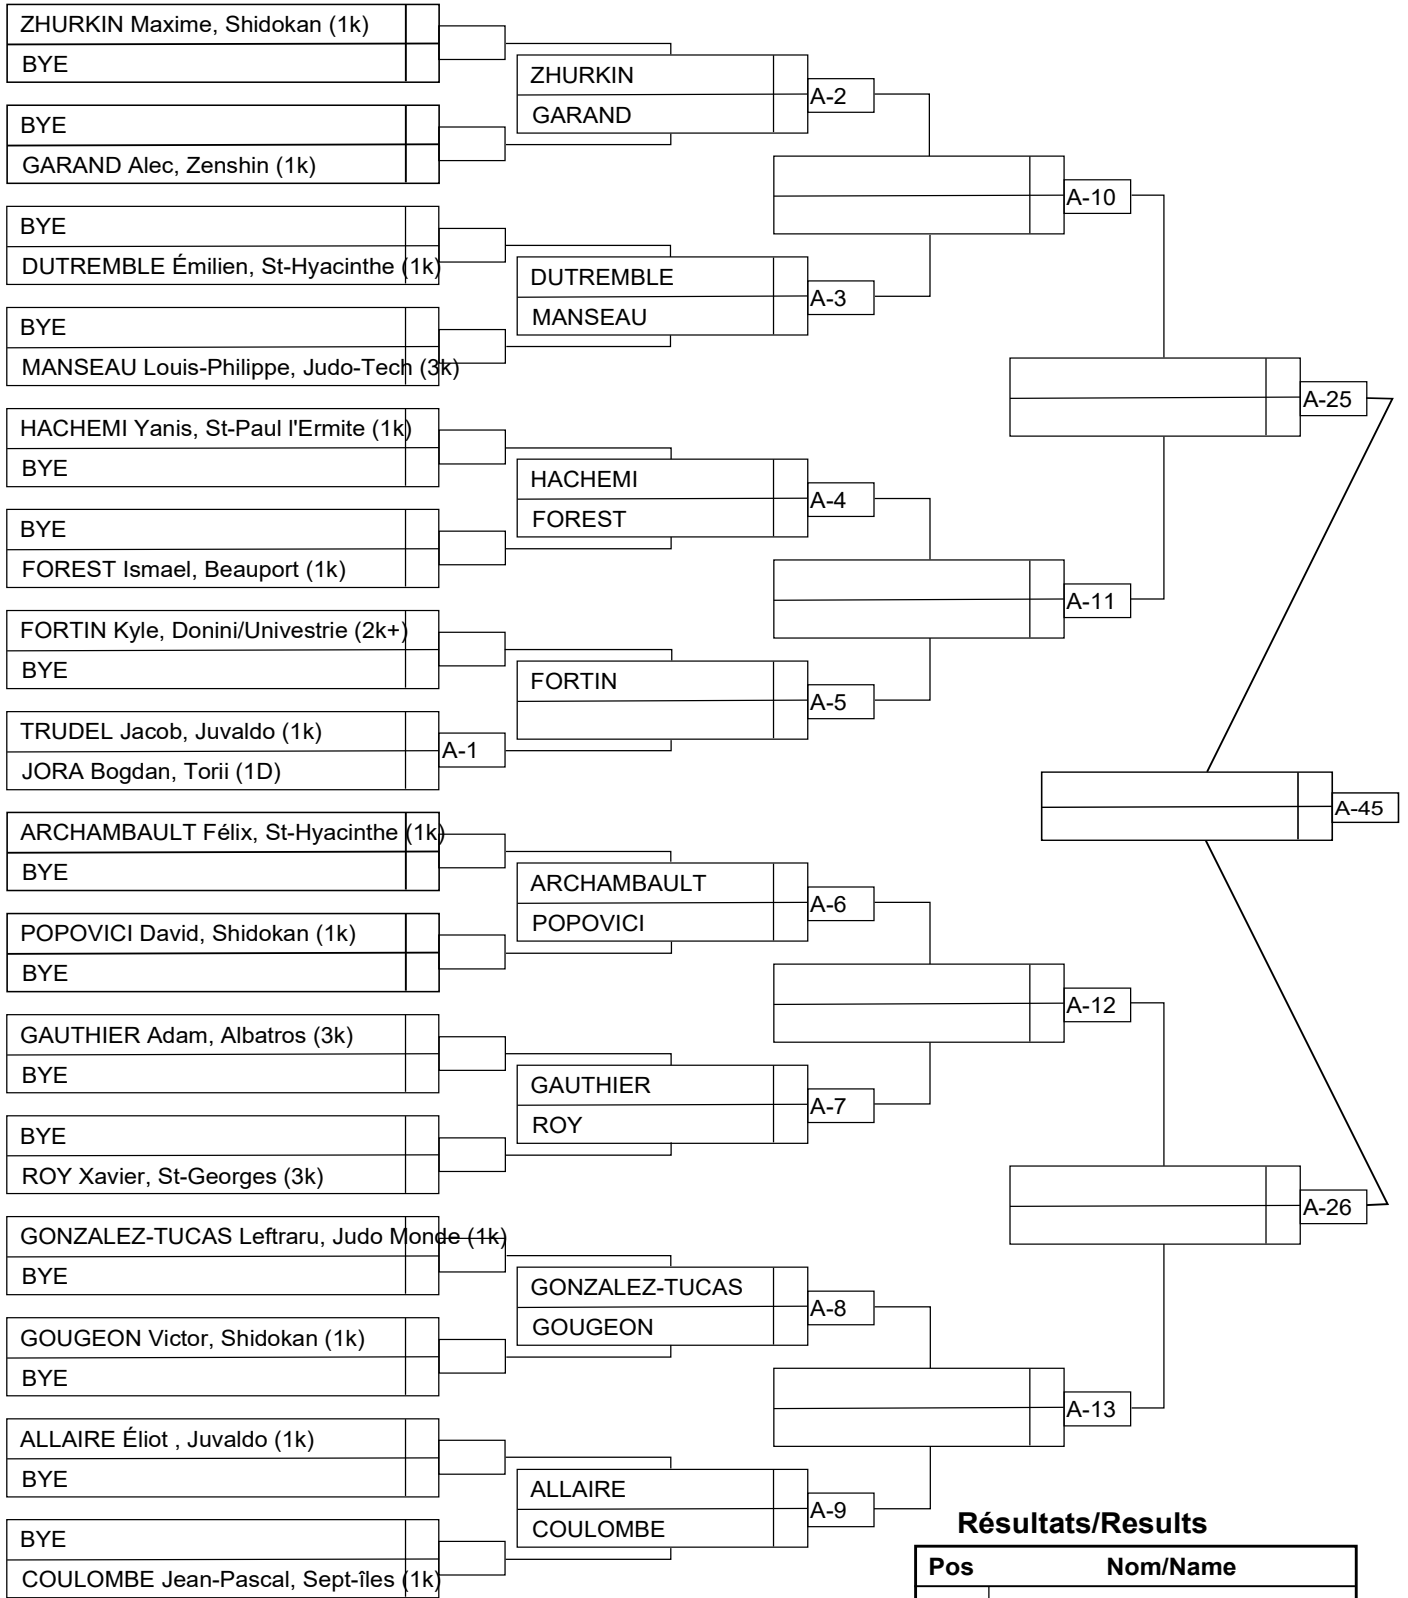 ZHURKIN Maxime, Shidokan (1k)
BYE
BYE
GARAND Alec, Zenshin (1k)
BYE
DUTREMBLE Émilien, St-Hyacinthe (1k)
BYE
MANSEAU Louis-Philippe, Judo-Tech (3k)
HACHEMI Yanis, St-Paul l'Ermite (1k)
BYE
BYE
FOREST Ismael, Beauport (1k)
FORTIN Kyle, Donini/Univestrie (2k+)
BYE
TRUDEL Jacob, Juvaldo (1k)
JORA Bogdan, Torii (1D)
A-1
ARCHAMBAULT Félix, St-Hyacinthe (1k)
BYE
POPOVICI David, Shidokan (1k)
BYE
GAUTHIER Adam, Albatros (3k)
BYE
BYE
ROY Xavier, St-Georges (3k)
GONZALEZ-TUCAS Leftraru, Judo Monde (1k)
BYE
GOUGEON Victor, Shidokan (1k)
BYE
ALLAIRE Éliot , Juvaldo (1k)
BYE
BYE
COULOMBE Jean-Pascal, Sept-îles (1k)
ZHURKIN
GARAND
A-2
DUTREMBLE
MANSEAU
A-3
HACHEMI
FOREST
A-4
FORTIN
A-5
ARCHAMBAULT
POPOVICI
A-6
GAUTHIER
ROY
A-7
GONZALEZ-TUCAS
GOUGEON
A-8
ALLAIRE
COULOMBE
A-9
A-10
A-11
A-12
A-13
A-25
A-26
A-45
Résultats/Results
Pos Nom/Name